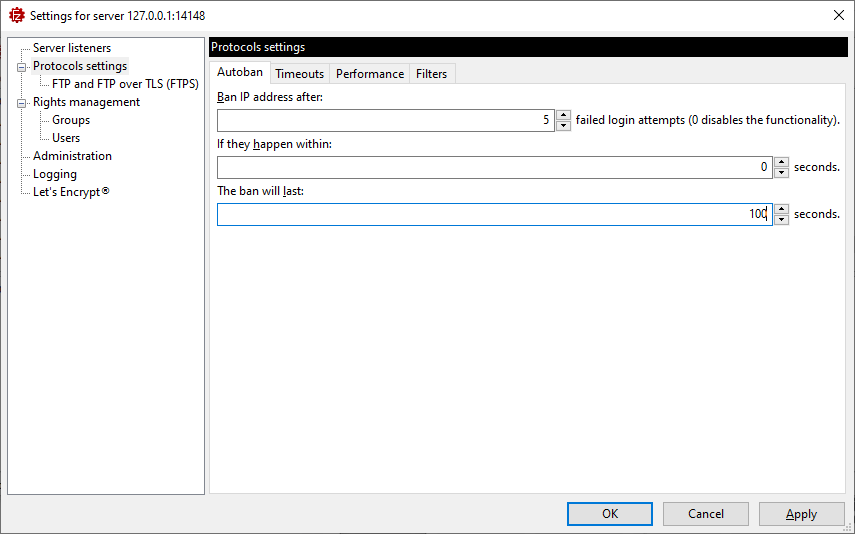 Settings for server 127.0.0.1:14148
Server listeners
Protocols settings
FTP and FTP over TLS (FTPS)
Rights management
Groups
Users
Administration
Logging
Let's Encrypt®
Protocols settings
Autoban Timeouts Performance Filters
Ban IP address after:
5 failed login attempts (0 disables the functionality).
If they happen within:
0 seconds.
The ban will last:
100 seconds.
OK Cancel Apply